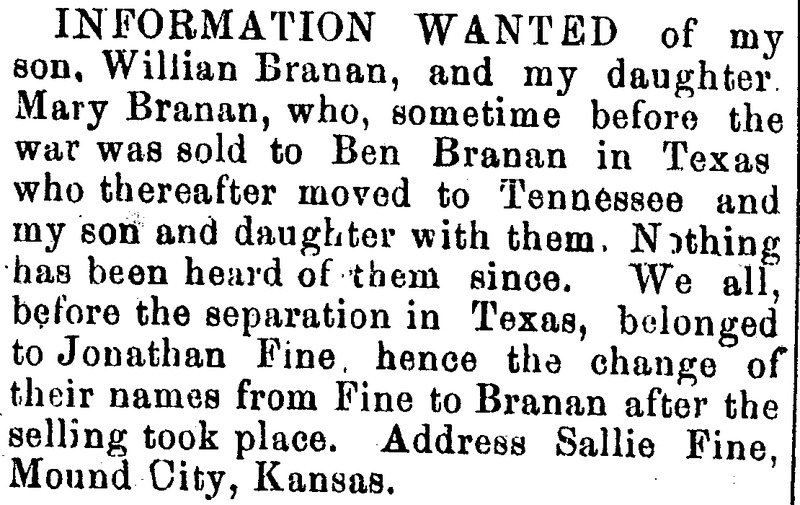 INFORMATION WANTED of my
son, Willian Branan, and my daughter.
Mary Branan, who, sometime before the
war was sold to Ben Branan in Texas
who thereafter moved to Tennessee and
my son and daughter with them. Nothing
has been heard of them since. We all,
before the separation in Texas, belonged
to Jonathan Fine, hence the change of
their names from Fine to Branan after the
selling took place. Address Sallie Fine,
Mound City, Kansas.